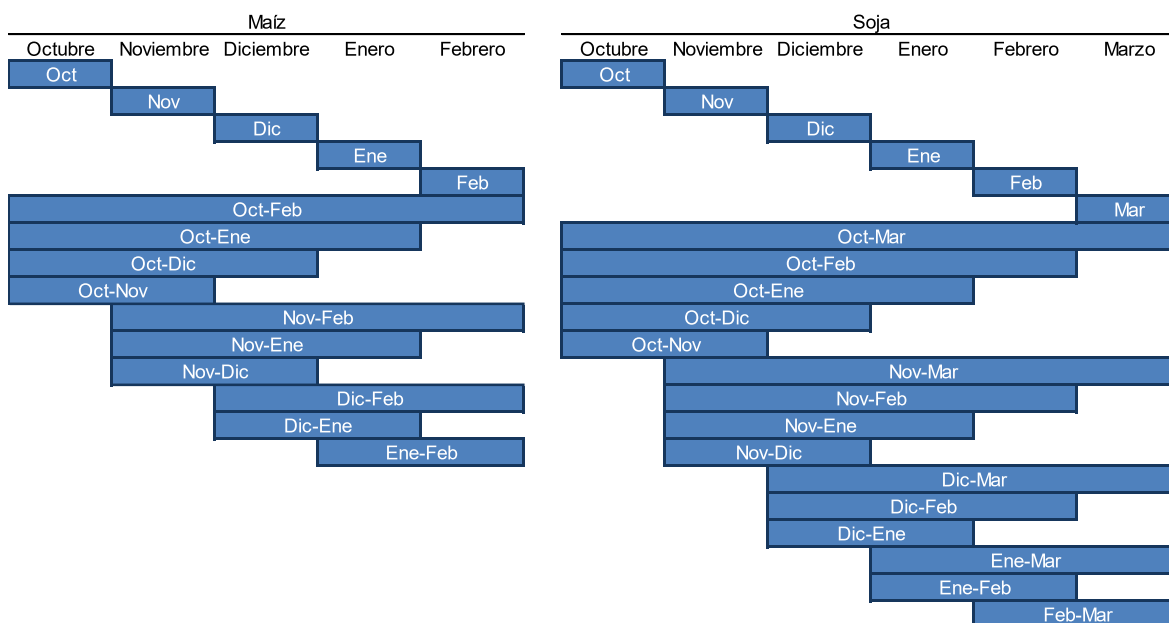 Maíz
Octubre Noviembre Diciembre Enero Febrero
Oct
Nov
Dic
Ene
Feb
Oct-Feb
Oct-Ene
Oct-Dic
Oct-Nov
Nov-Feb
Nov-Ene
Nov-Dic
Dic-Feb
Dic-Ene
Ene-Feb
Soja
Octubre Noviembre Diciembre Enero Febrero Marzo
Oct
Nov
Dic
Ene
Feb
Mar
Oct-Mar
Oct-Feb
Oct-Ene
Oct-Dic
Oct-Nov
Nov-Mar
Nov-Feb
Nov-Ene
Nov-Dic
Dic-Mar
Dic-Feb
Dic-Ene
Ene-Mar
Ene-Feb
Feb-Mar